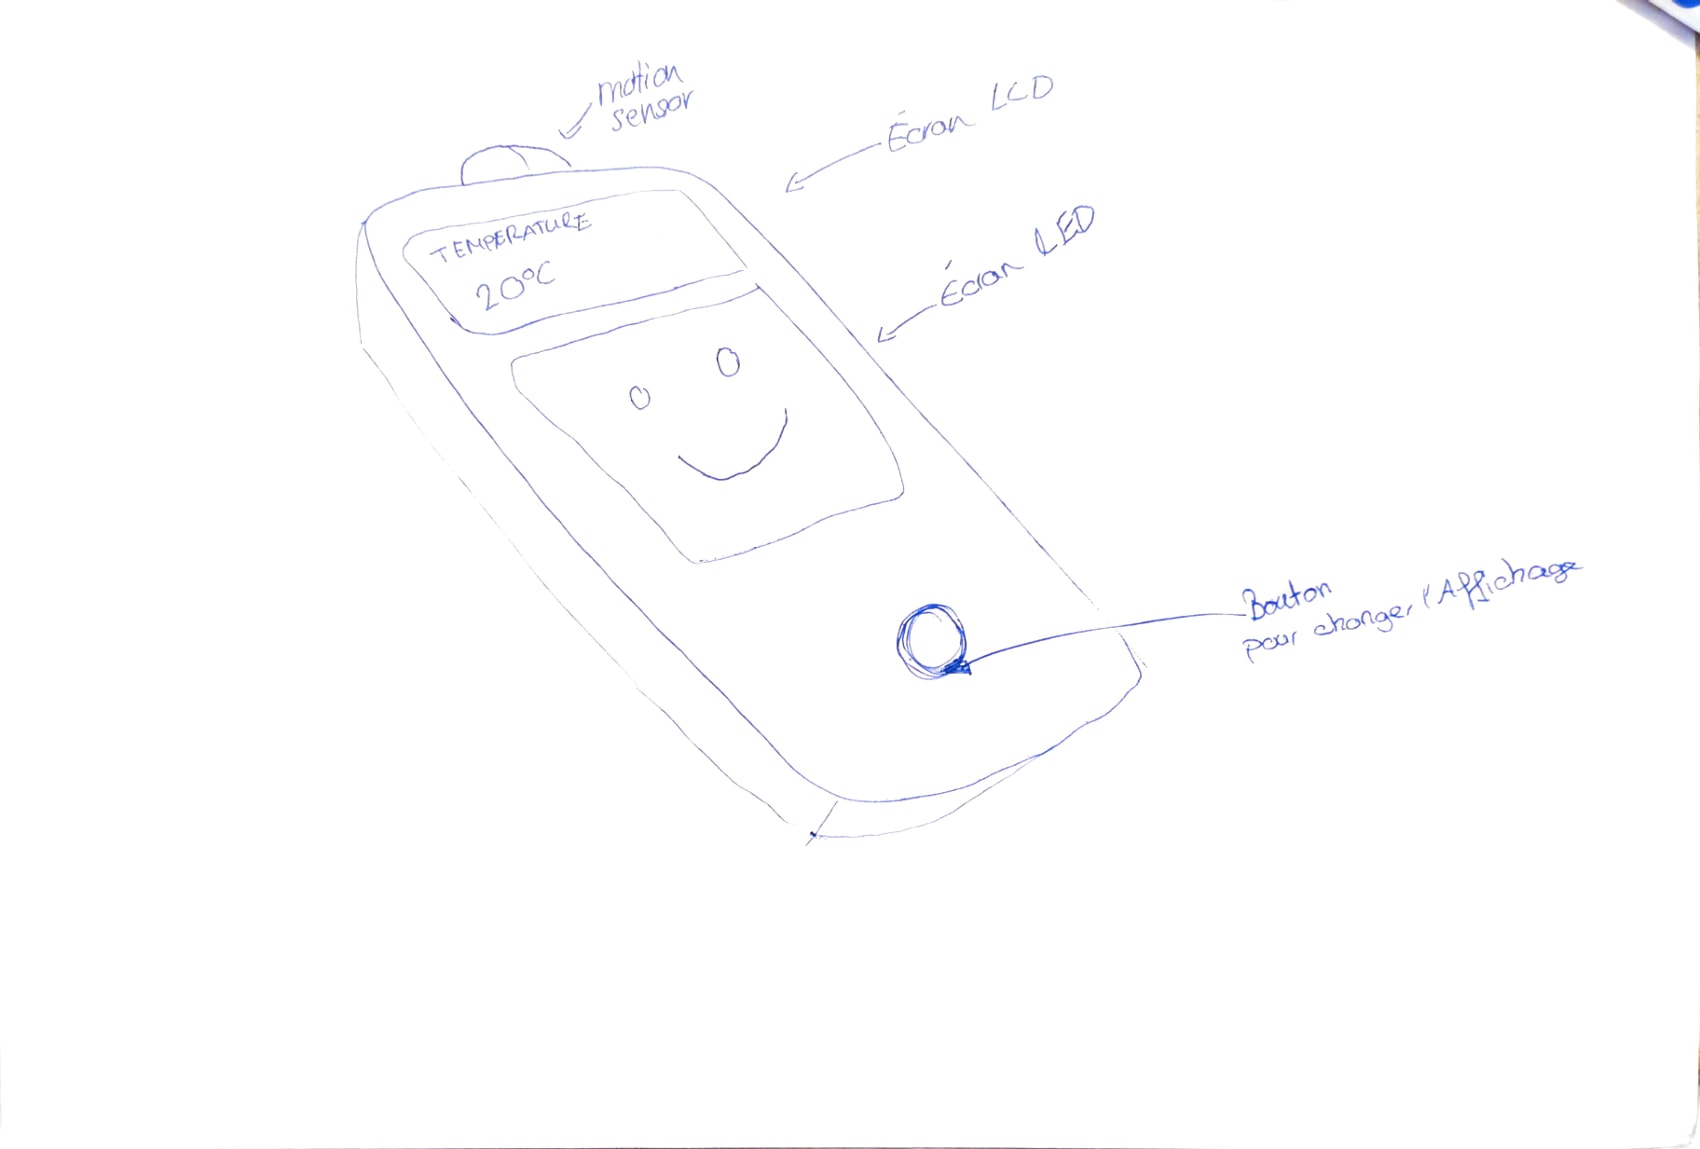 motion
sensor
Écran LCD
TEMPERATURE
20°C
Écran LED
Bouton
pour changer l'Affichage